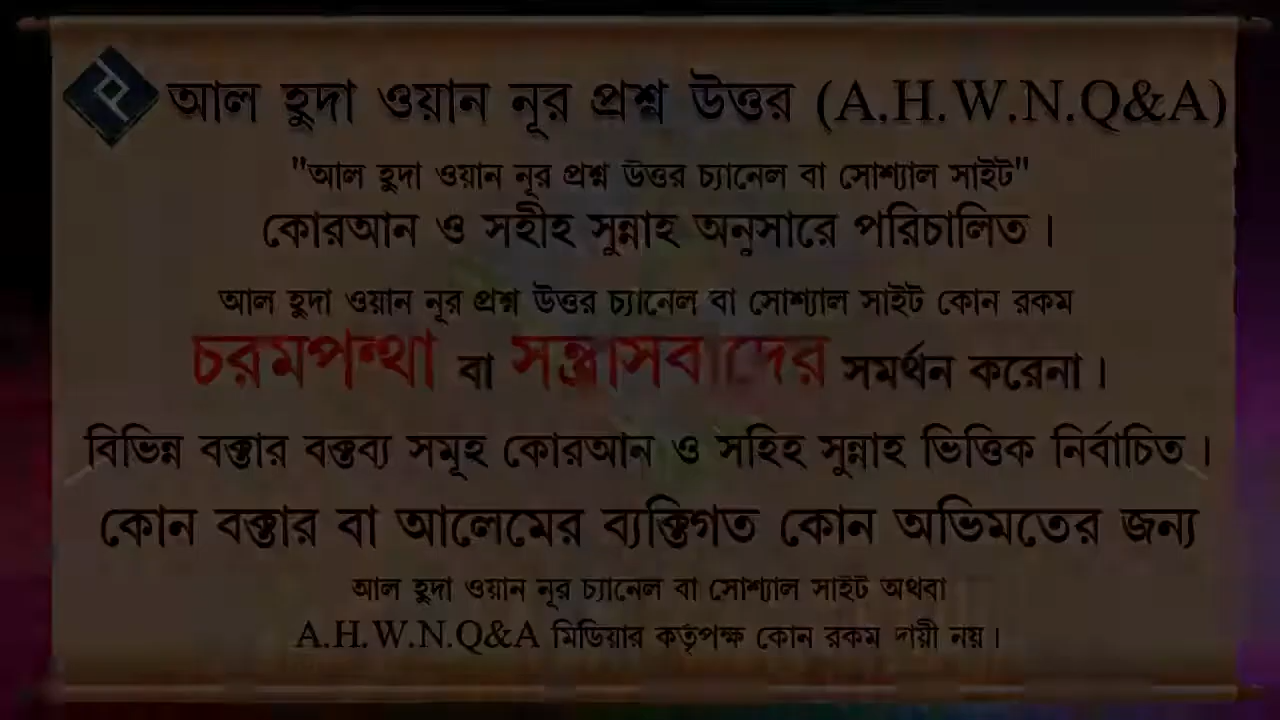 আল হুদা ওয়ান নূর প্রশ্ন উত্তর (A.H.W.N.Q&A)
"আল হুদা ওয়ান নূর প্রশ্ন উত্তর চ্যানেল বা সোশ্যাল সাইট"
কোরআন ও সহীহ সুন্নাহ অনুসারে পরিচালিত।
আল হুদা ওয়ান নূর প্রশ্ন উত্তর চ্যানেল বা সোশ্যাল সাইট কোন রকম
চরমপন্থা বা সন্ত্রাসবাদের সমর্থন করেনা।
বিভিন্ন বক্তার বক্তব্য সমূহ কোরআন ও সহিহ সুন্নাহ ভিত্তিক নির্বাচিত।
কোন বক্তার বা আলেমের ব্যক্তিগত কোন অভিমতের জন্য
আল হুদা ওয়ান নূর চ্যানেল বা সোশ্যাল সাইট অথবা
A.H.W.N.Q&A মিডিয়ার কর্তৃপক্ষ কোন রকম দায়ী নয়।